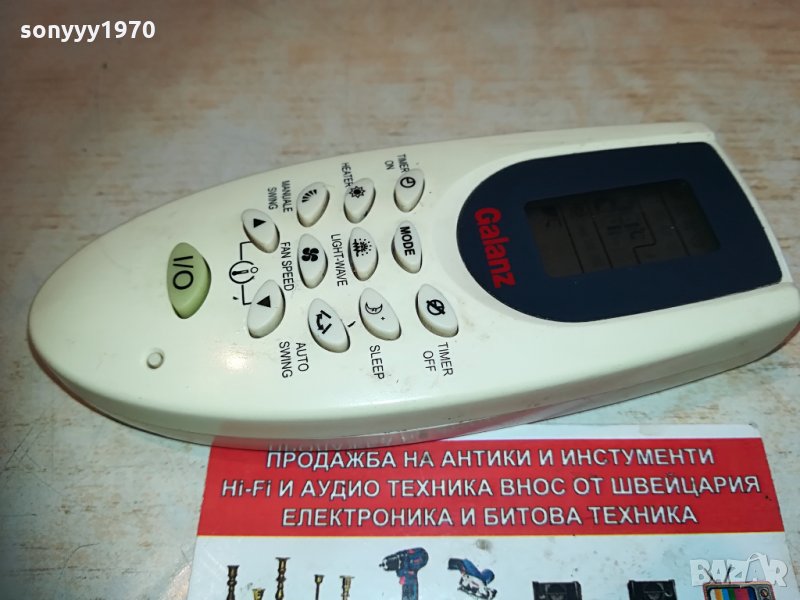 sonyyy1970
TIMER
ON
HEATER
MANUALE
SWING
MODE
LIGHT-WAVE
FAN SPEED
I/O
Galanz
TIMER
OFF
SLEEP
AUTO
SWING
ПРОДАЖБА НА АНТИКИ И ИНСТУМЕНТИ
Hi-Fi И АУДИО ТЕХНИКА ВНОС ОТ ШВЕЙЦАРИЯ
ЕЛЕКТРОНИКА И БИТОВА ТЕХНИКА
BAZAR